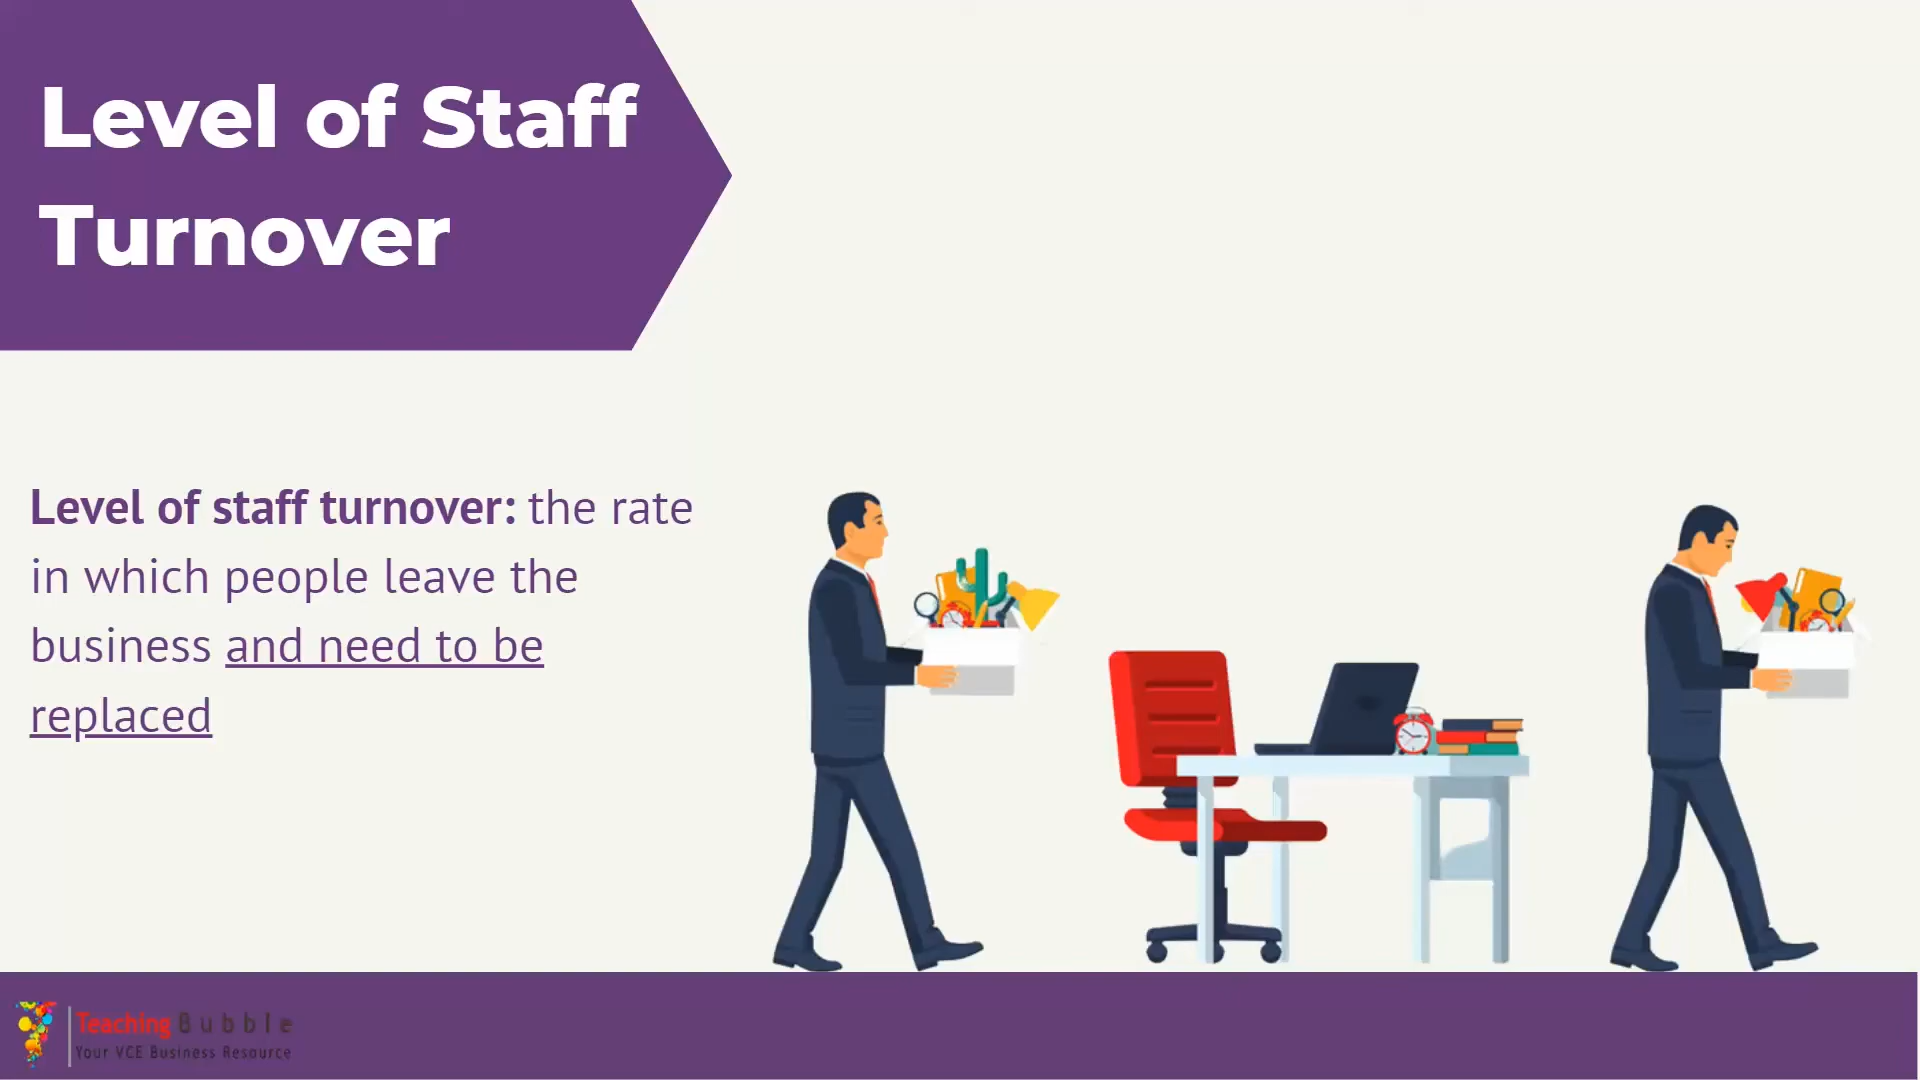 Level of Staff
Turnover
Level of staff turnover: the rate
in which people leave the
business and need to be
replaced
Teaching Bubble
Your VCE Business Resource